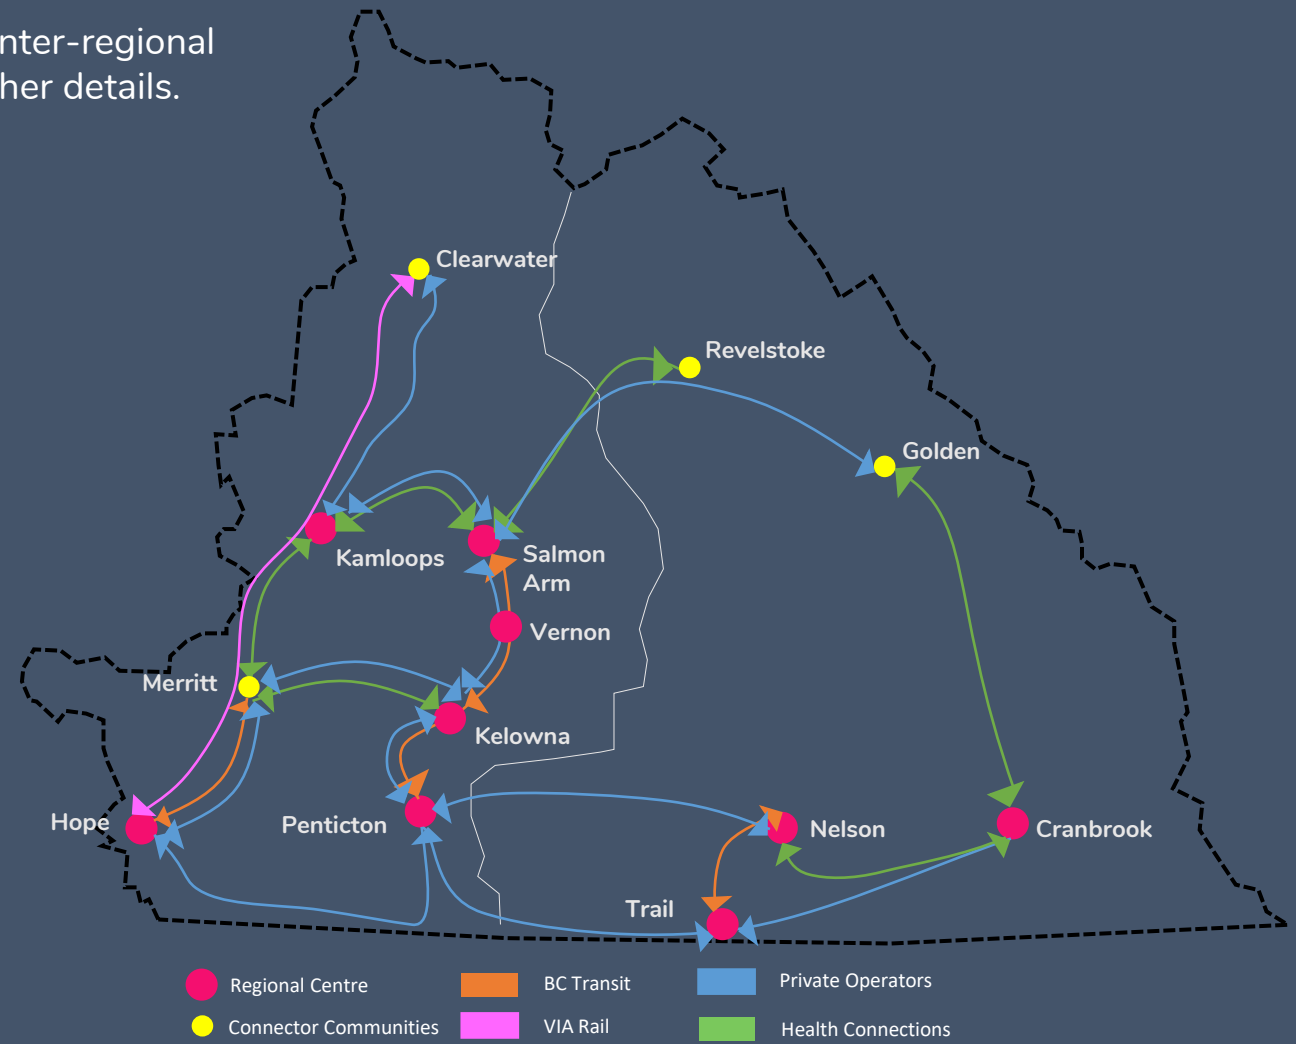 nter-regional
her details.
Clearwater
Revelstoke
Golden
Kamloops
Salmon
Arm
Vernon
Merritt
Kelowna
Hope
Penticton
Nelson
Cranbrook
Trail
Regional Centre
BC Transit
Private Operators
Connector Communities
VIA Rail
Health Connections